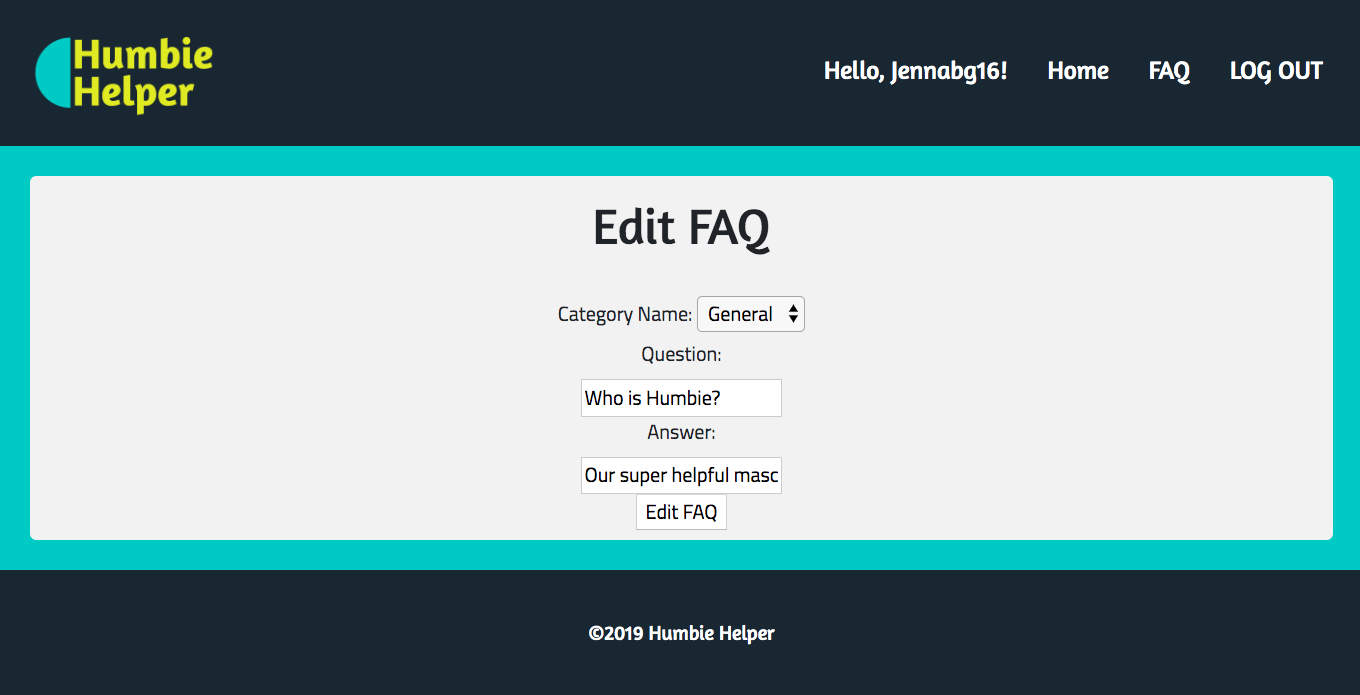 Humbie
Helper
Hello, Jennabg16!
Home
FAQ
LOG OUT
Edit FAQ
Category Name: General
Question:
Who is Humbie?
Answer:
Our super helpful masc
Edit FAQ
©2019 Humbie Helper